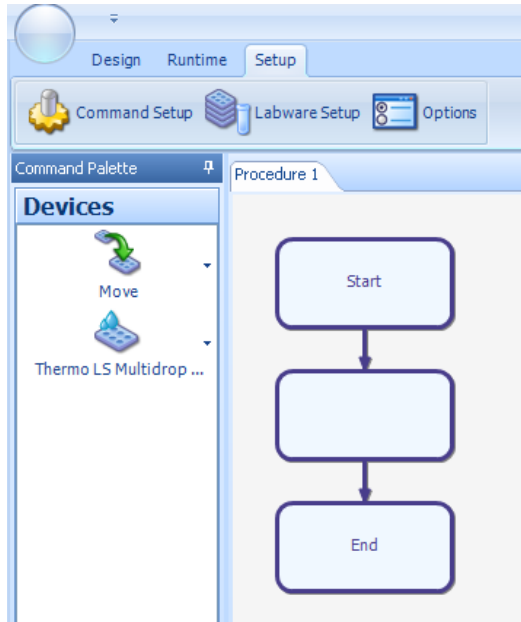 Design Runtime Setup
Command Setup Labware Setup Options
Command Palette
Procedure 1
Devices
Move
Thermo LS Multidrop ...
Start
End